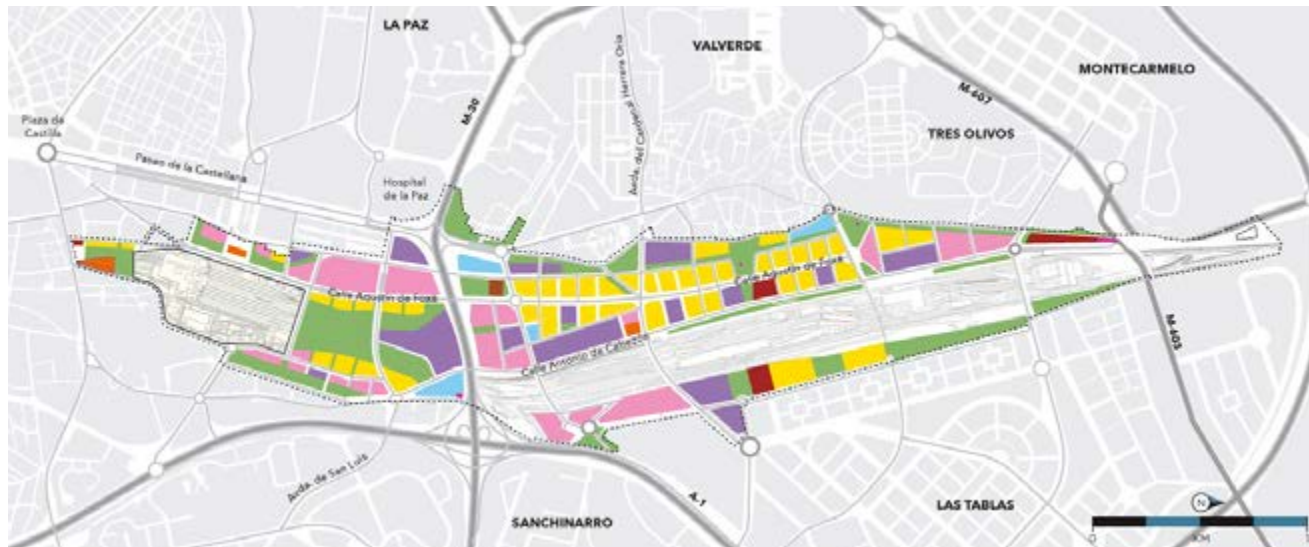 LA PAZ
VALVERDE
MONTECARMELO
M-607
TRES OLIVOS
M-30
Avda. del Cardenal Herrera Oria
Plaza de
Castilla
Paseo de la Castellana
Hospital
de la Paz
Calle Agustín de Foxá
Calle Agustín de Foxá
Calle Antonio de Cabezón
M-603
Avda. de San Luis
A-1
SANCHINARRO
LAS TABLAS
N
0
KM